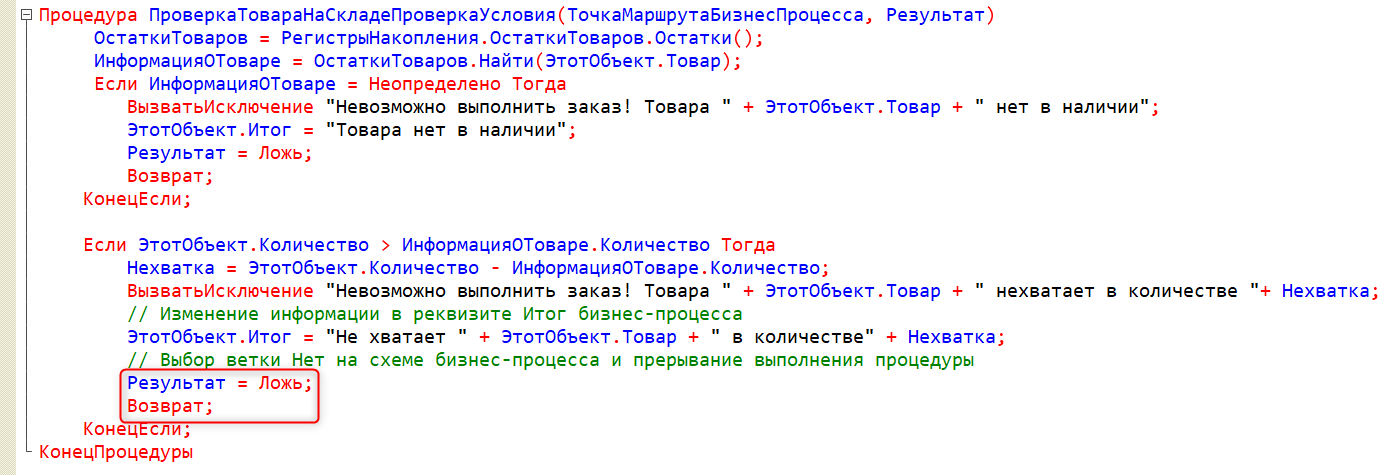 Процедура ПроверкаТовараНаСкладеПроверкаУсловия(ТочкаМаршрутаБизнесПроцесса, Результат)
ОстаткиТоваров = РегистрыНакопления.ОстаткиТоваров.Остатки();
ИнформацияОТоваре = ОстаткиТоваров.Найти(ЭтотОбъект.Товар);
Если ИнформацияОТоваре = Неопределено Тогда
ВызватьИсключение "Невозможно выполнить заказ! Товара " + ЭтотОбъект.Товар + " нет в наличии";
ЭтотОбъект.Итог = "Товара нет в наличии";
Результат = Ложь;
Возврат;
КонецЕсли;
Если ЭтотОбъект.Количество > ИнформацияОТоваре.Количество Тогда
Нехватка = ЭтотОбъект.Количество - ИнформацияОТоваре.Количество;
ВызватьИсключение "Невозможно выполнить заказ! Товара " + ЭтотОбъект.Товар + " нехватает в количестве "+ Нехватка;
// Изменение информации в реквизите Итог бизнес-процесса
ЭтотОбъект.Итог = "Не хватает " + ЭтотОбъект.Товар + " в количестве" + Нехватка;
// Выбор ветки Нет на схеме бизнес-процесса и прерывание выполнения процедуры
Результат = Ложь;
Возврат;
КонецЕсли;
КонецПроцедуры